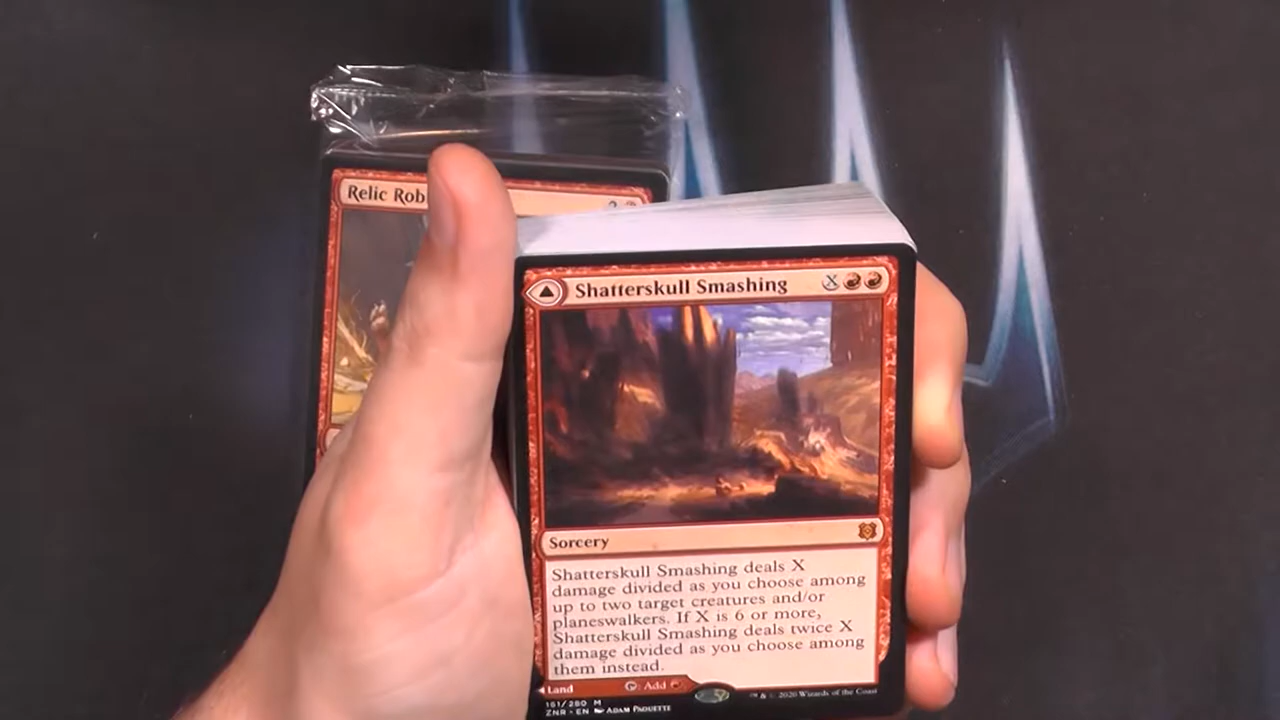 Relic Rob
2
Shatterskull Smashing
X
Sorcery
Shatterskull Smashing deals X
damage divided as you choose among
up to two target creatures and/or
planeswalkers. If X is 6 or more,
Shatterskull Smashing deals twice X
damage divided as you choose among
them instead.
Land
: Add
161/280 M
ZNR - EN ADAM PAQUETTE
™ & © 2020 Wizards of the Coast